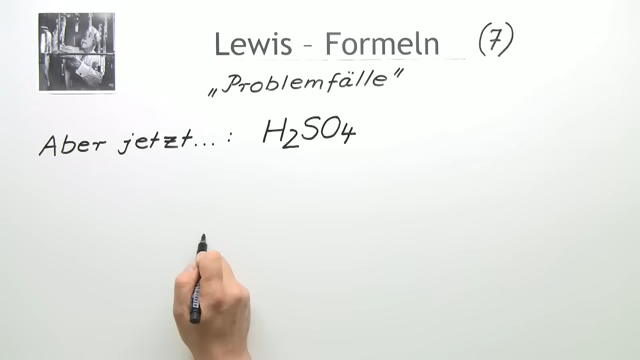 Lewis - Formeln (7)
„Problemfälle"
Aber jetzt...: H₂SO₄